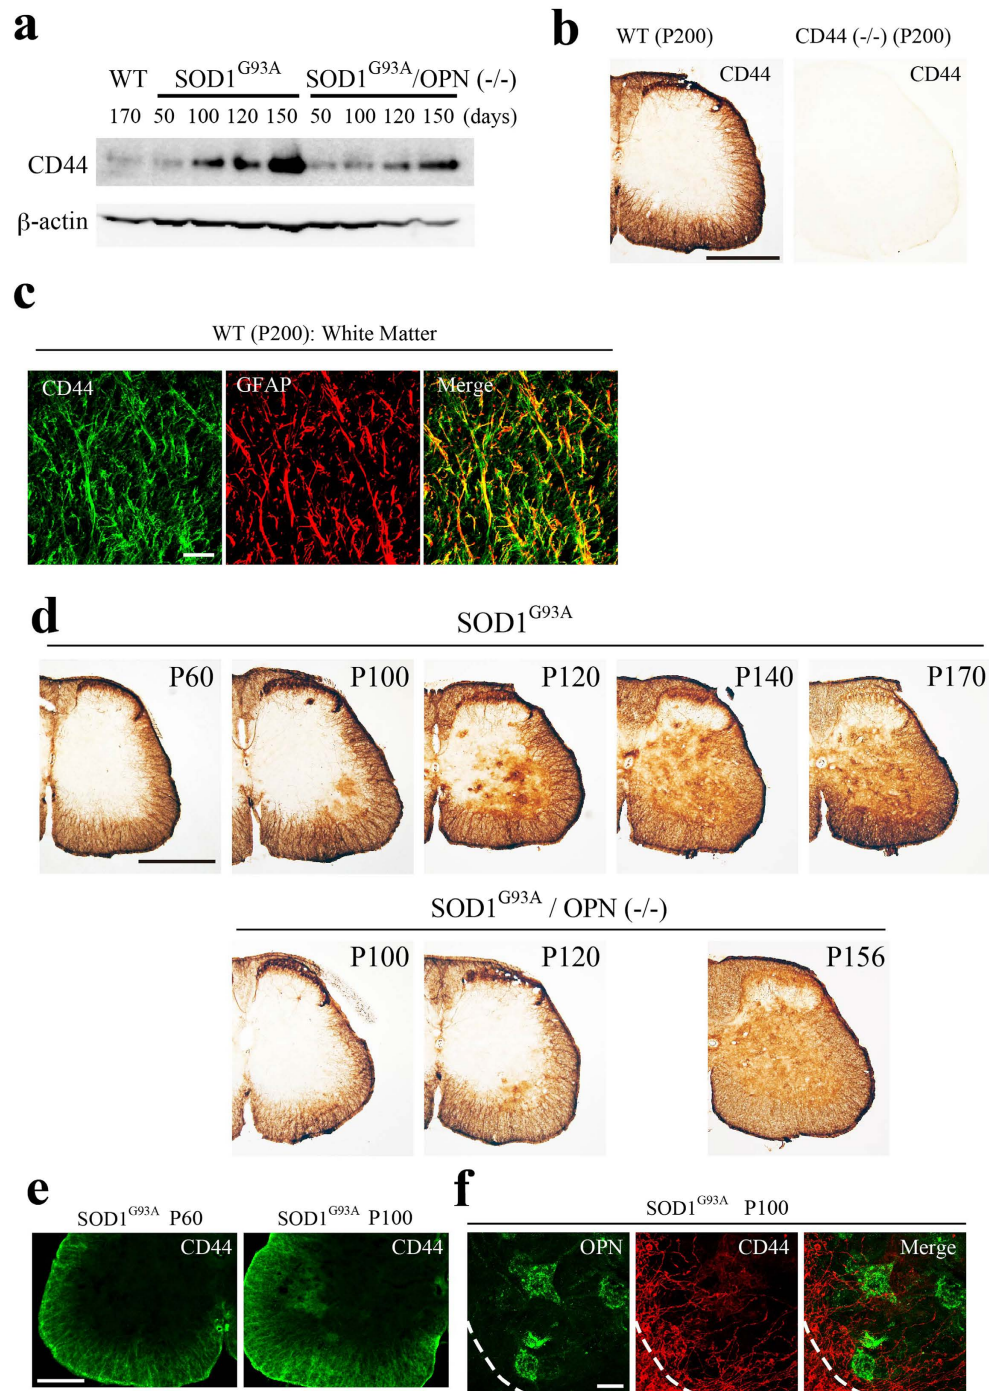 a
WT SOD1G93A SOD1G93A/OPN (-/-)
170 50 100 120 150 50 100 120 150 (days)
CD44
β-actin
b
WT (P200) CD44 (-/-) (P200)
CD44 CD44
c
WT (P200): White Matter
CD44 GFAP Merge
d
SOD1G93A
P60 P100 P120 P140 P170
SOD1G93A / OPN (-/-)
P100 P120 P156
e
SOD1G93A P60 SOD1G93A P100
CD44 CD44
f
SOD1G93A P100
OPN CD44 Merge